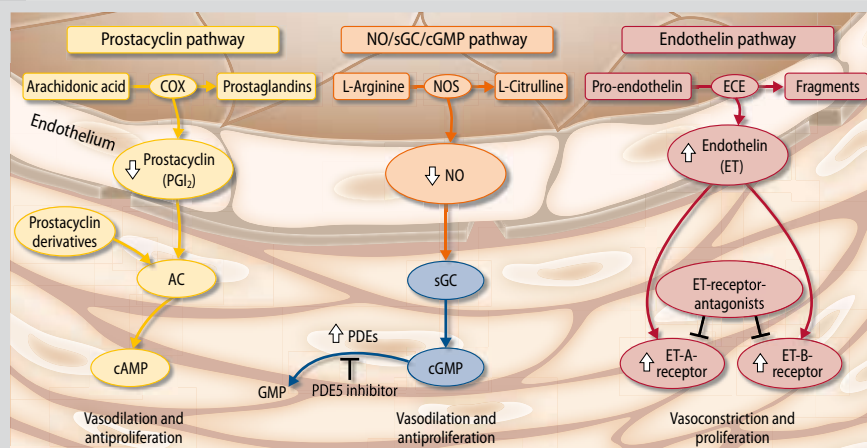 Prostacyclin pathway
Arachidonic acid
COX
Prostaglandins
Endothelium
Prostacyclin
(PGI₂)
Prostacyclin
derivatives
AC
cAMP
Vasodilation and
antiproliferation
NO/sGC/cGMP pathway
L-Arginine
NOS
L-Citrulline
NO
sGC
PDEs
cGMP
GMP
PDE5 inhibitor
Vasodilation and
antiproliferation
Endothelin pathway
Pro-endothelin
ECE
Fragments
Endothelin
(ET)
ET-receptor-
antagonists
ET-A-
receptor
ET-B-
receptor
Vasoconstriction and
proliferation